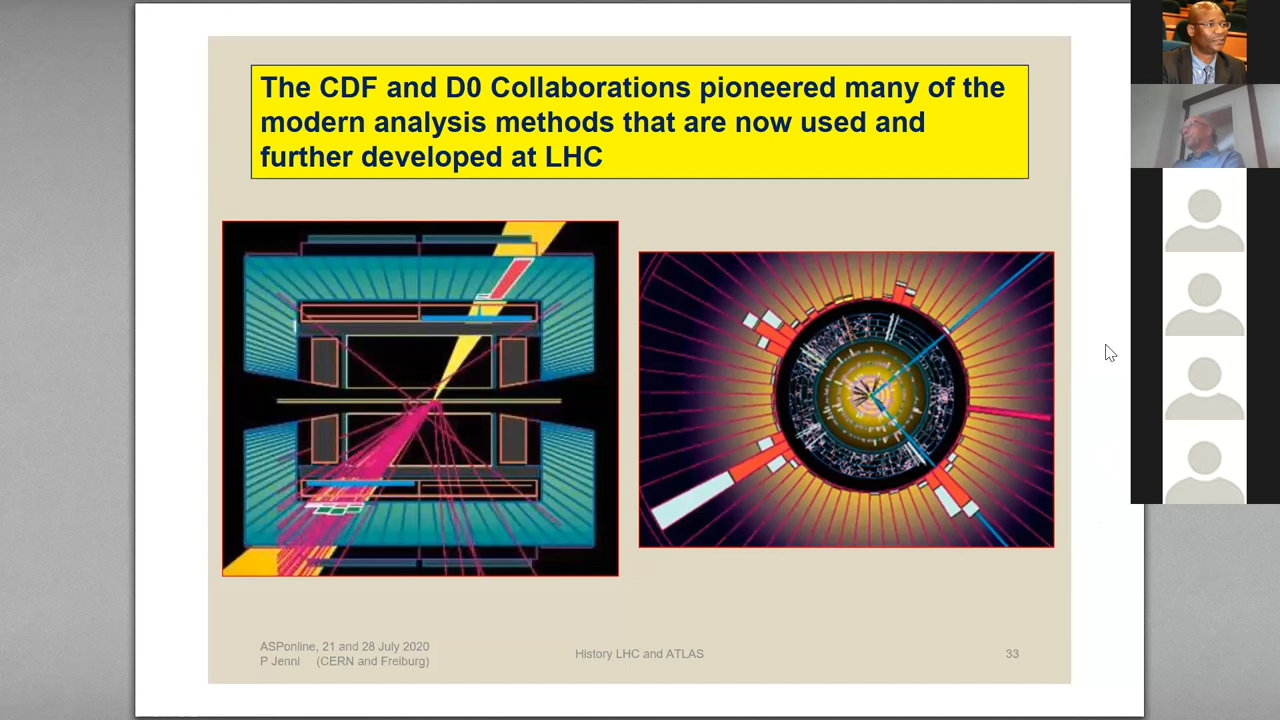 The CDF and D0 Collaborations pioneered many of the
modern analysis methods that are now used and
further developed at LHC
ASPonline, 21 and 28 July 2020
P Jenni (CERN and Freiburg)
History LHC and ATLAS
33